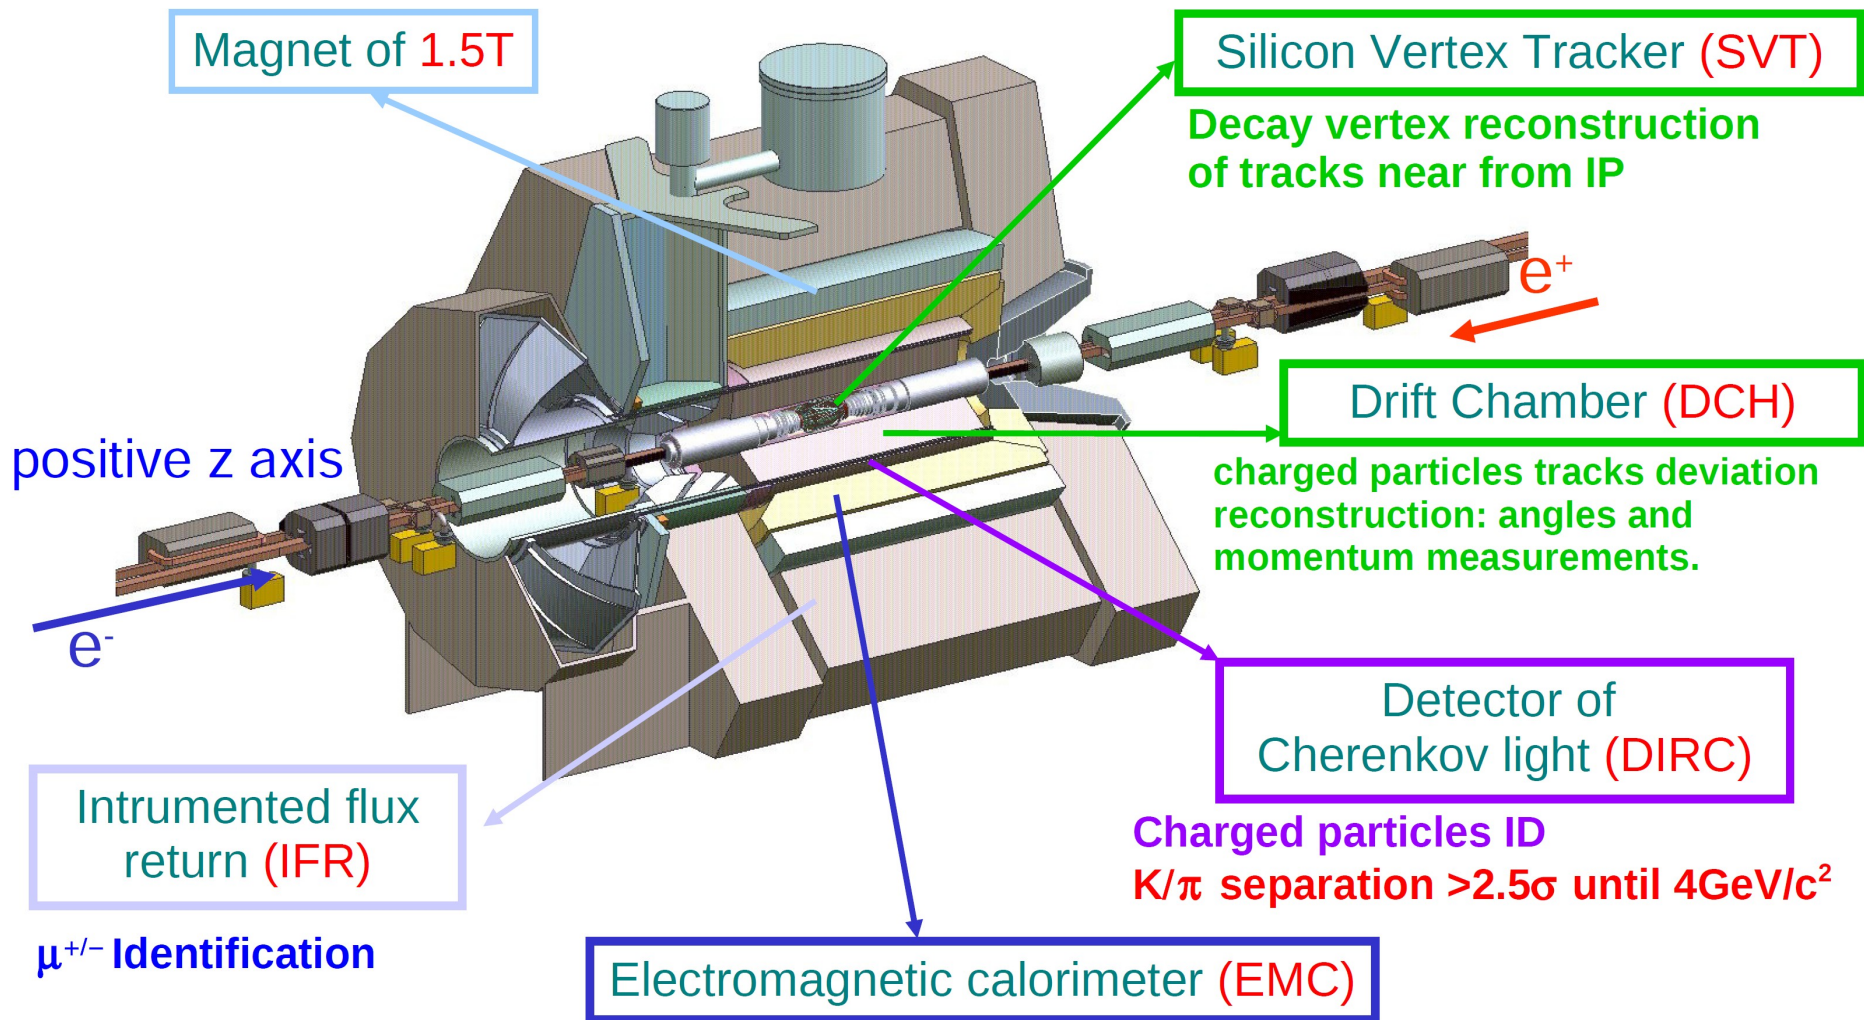 Magnet of 1.5T
Silicon Vertex Tracker (SVT)
Decay vertex reconstruction
of tracks near from IP
e⁺
Drift Chamber (DCH)
charged particles tracks deviation
reconstruction: angles and
momentum measurements.
positive z axis
e⁻
Detector of
Cherenkov light (DIRC)
Charged particles ID
K/π separation >2.5σ until 4GeV/c²
Intrumented flux
return (IFR)
μ⁺/⁻ Identification
Electromagnetic calorimeter (EMC)